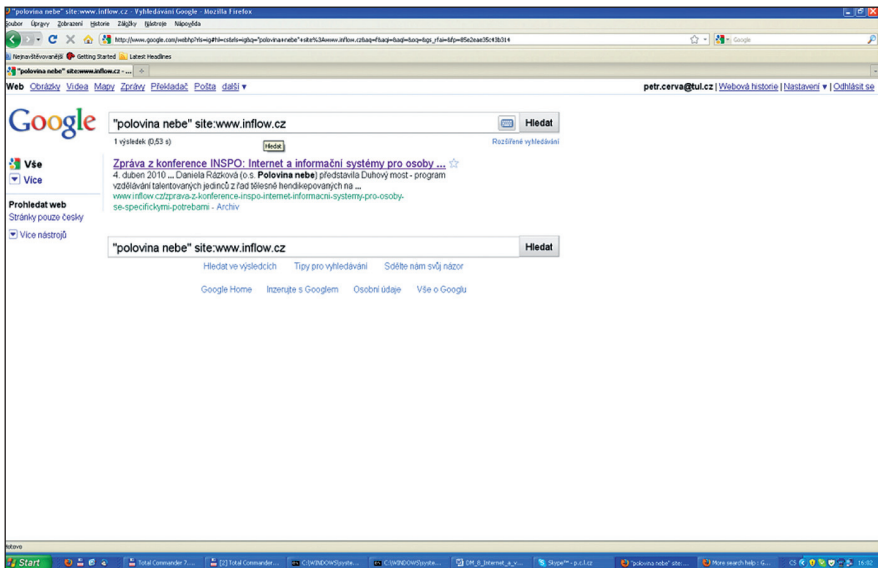 "polovina nebe" site:www.inflow.cz - Vyhledávání Google - Mozilla Firefox
Soubor Úpravy Zobrazení Historie Záložky Nástroje Nápověda
Google
Nejnavštěvovanější Getting Started Latest Headlines
"polovina nebe" site:www.inflow.cz - ...
Web Obrázky Videa Mapy Zprávy Překladač Pošta další ▼ petr.cerva@tul.cz | Webová historie | Nastavení ▼ | Odhlásit se
Google "polovina nebe" site:www.inflow.cz Hledat
1 výsledek (0,53 s) Hledat Rozšířené vyhledávání
Vše
Více
Prohledat web
Stránky pouze česky
Více nástrojů
Zpráva z konference INSPO: Internet a informační systémy pro osoby ...
4. duben 2010 ... Daniela Rázková (o.s. Polovina nebe) představila Duhový most - program
vzdělávání talentovaných jedinců z řad tělesně hendikepovaných na ...
www.inflow.cz/zprava-z-konference-inspo-internet-informacni-systemy-pro-osoby-
se-specifickymi-potrebami - Archiv
"polovina nebe" site:www.inflow.cz Hledat
Hledat ve výsledcích Tipy pro vyhledávání Sdělte nám svůj názor
Google Home Inzerujte s Googlem Osobní údaje Vše o Googlu
Hotovo
Start Total Commander 7.... [2] Total Commander... C:\WINDOWS\syste... C:\WINDOWS\syste... DM_8_Internet_a_v... Skype™ - p.c.l.cz "polovina nebe" site:... More search help : G... CS 16:02